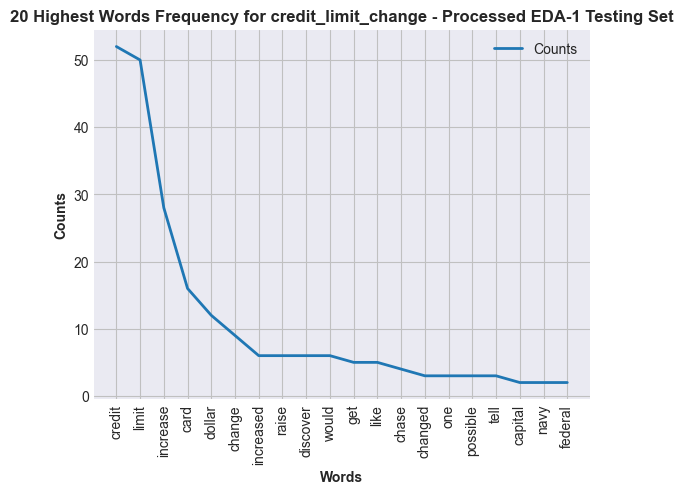 20 Highest Words Frequency for credit_limit_change - Processed EDA-1 Testing Set
Counts
50
40
30
20
10
0
Counts
credit
limit
increase
card
dollar
change
increased
raise
discover
would
get
like
chase
changed
one
possible
tell
capital
navy
federal
Words